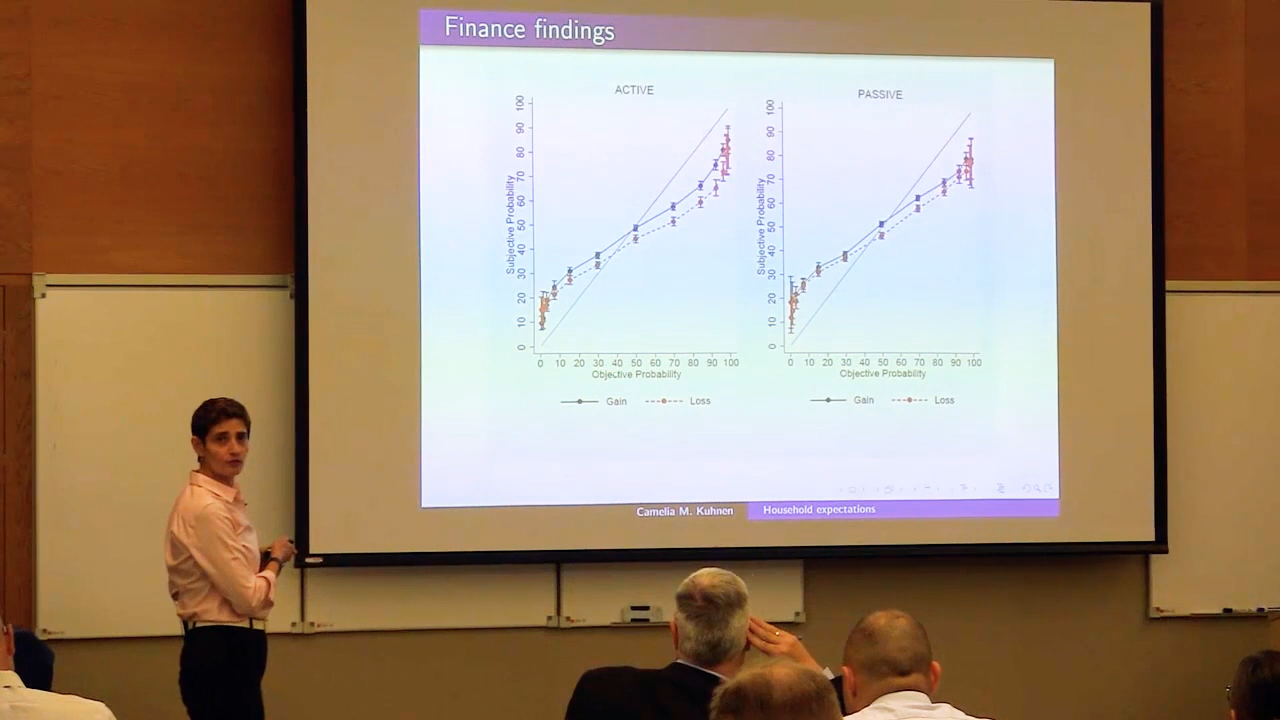 Finance findings
ACTIVE
Subjective Probability
0 10 20 30 40 50 60 70 80 90 100
0 10 20 30 40 50 60 70 80 90 100
Objective Probability
Gain Loss
PASSIVE
Subjective Probability
0 10 20 30 40 50 60 70 80 90 100
0 10 20 30 40 50 60 70 80 90 100
Objective Probability
Gain Loss
Camelia M. Kuhnen Household expectations